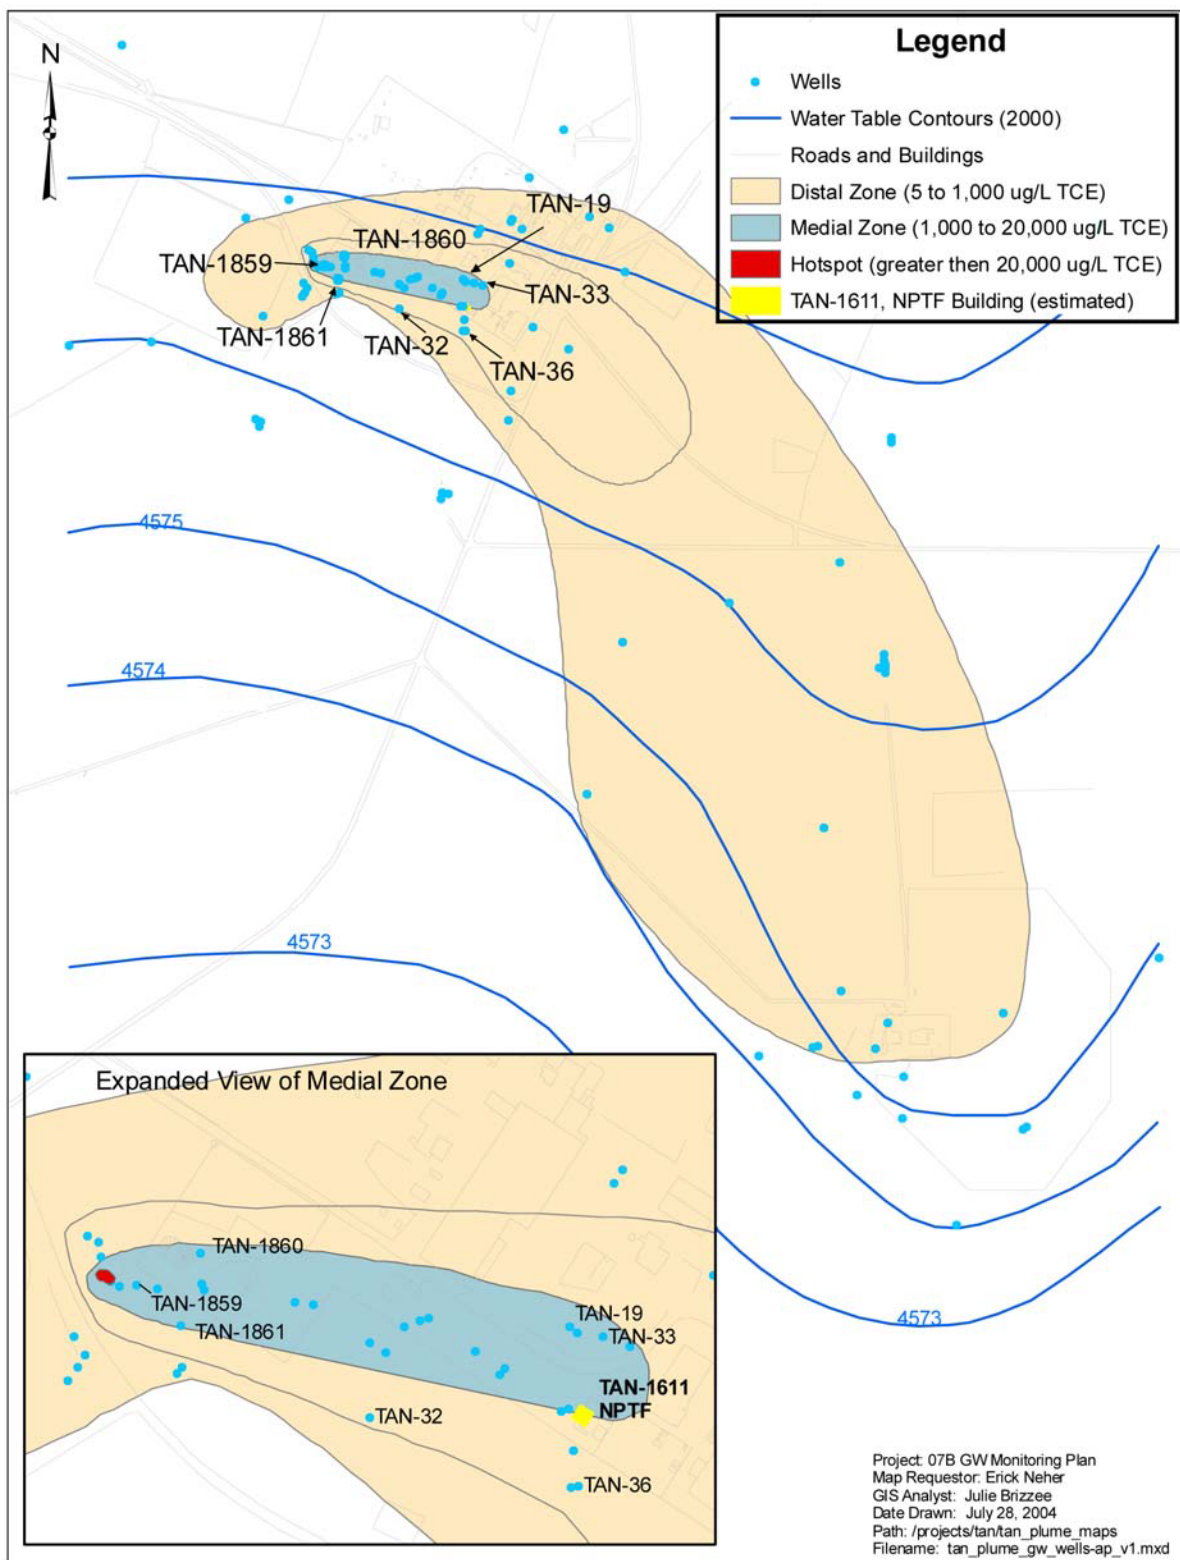 N
Legend
Wells
Water Table Contours (2000)
Roads and Buildings
Distal Zone (5 to 1,000 ug/L TCE)
Medial Zone (1,000 to 20,000 ug/L TCE)
Hotspot (greater then 20,000 ug/L TCE)
TAN-1611, NPTF Building (estimated)
TAN-19
TAN-1860
TAN-1859
TAN-33
TAN-1861
TAN-32
TAN-36
4575
4574
4573
Expanded View of Medial Zone
TAN-1860
TAN-1859
TAN-1861
TAN-19
TAN-33
TAN-1611
NPTF
TAN-32
TAN-36
4573
Project: 07B GW Monitoring Plan
Map Requestor: Erick Neher
GIS Analyst: Julie Brizzee
Date Drawn: July 28, 2004
Path: /projects/tan/tan_plume_maps
Filename: tan_plume_gw_wells-ap_v1.mxd